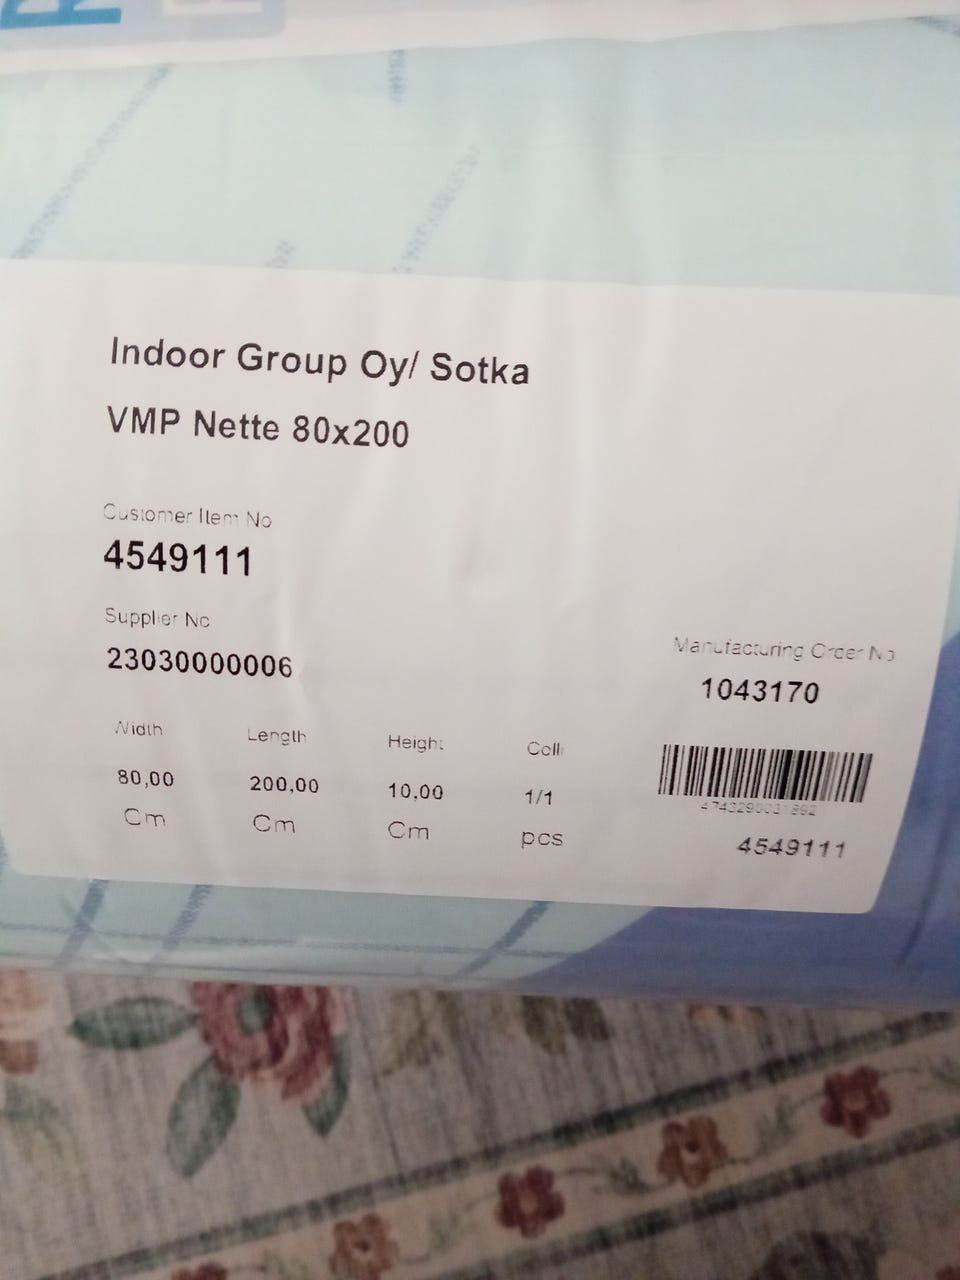 Indoor Group Oy/ Sotka
VMP Nette 80x200
Customer Item No
4549111
Supplier No
23030000006
Manufacturing Order No
1043170
Width Length Height Colli
80,00 200,00 10,00 1/1
Cm Cm Cm pcs
4549111